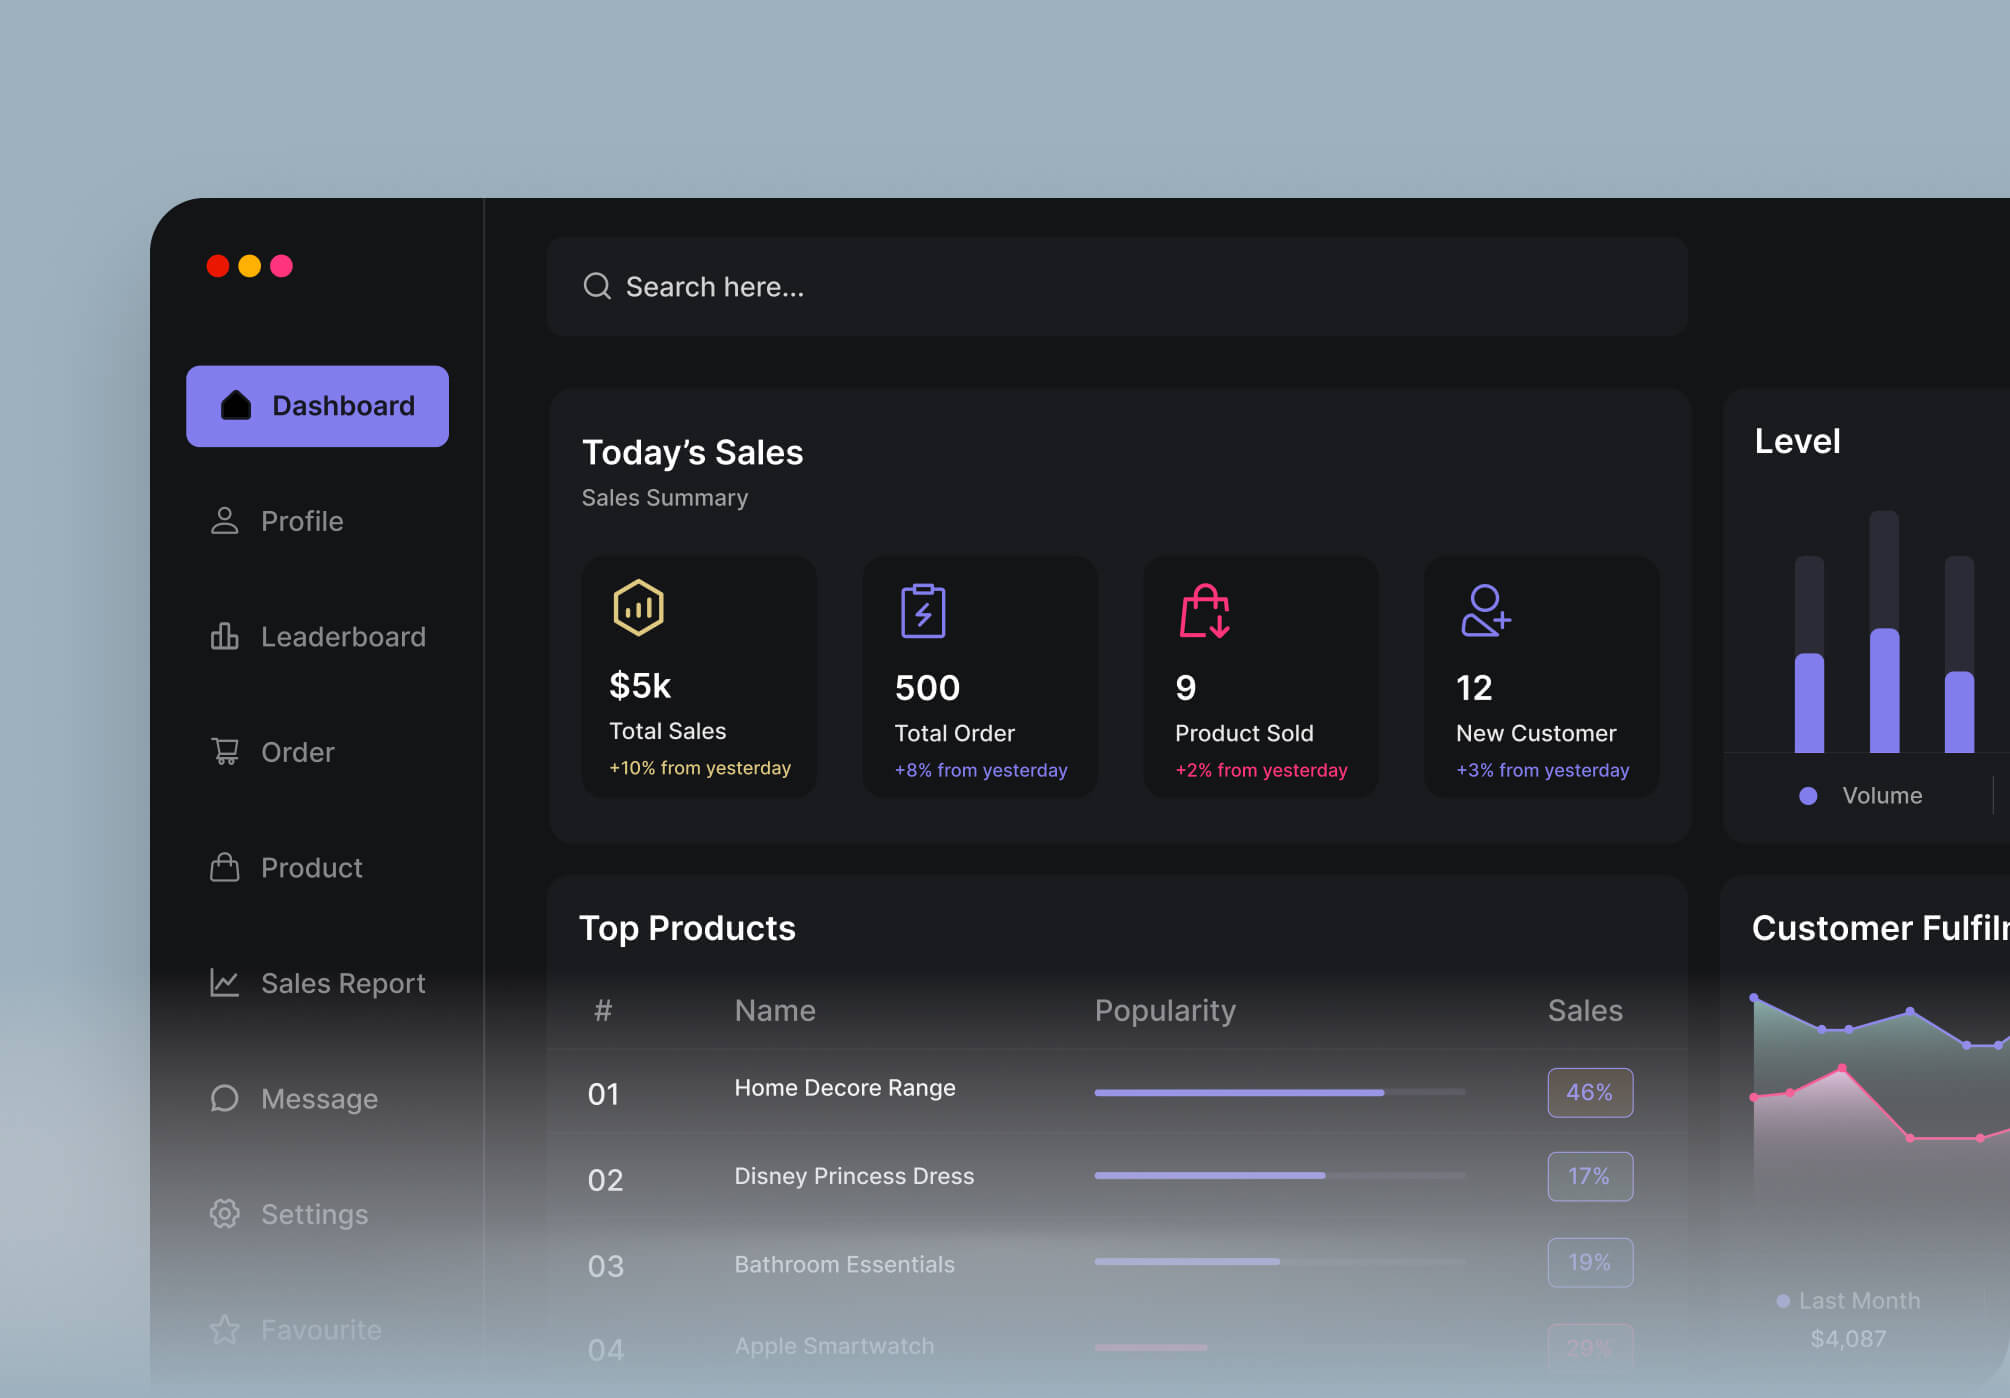 Search here...
Dashboard
Profile
Leaderboard
Order
Product
Sales Report
Message
Settings
Favourite
Today’s Sales
Sales Summary
$5k
Total Sales
+10% from yesterday
500
Total Order
+8% from yesterday
9
Product Sold
+2% from yesterday
12
New Customer
+3% from yesterday
Level
Volume
Top Products
# Name Popularity Sales
01 Home Decore Range 46%
02 Disney Princess Dress 17%
03 Bathroom Essentials 19%
04 Apple Smartwatch 29%
Customer
Last Month
$4,087